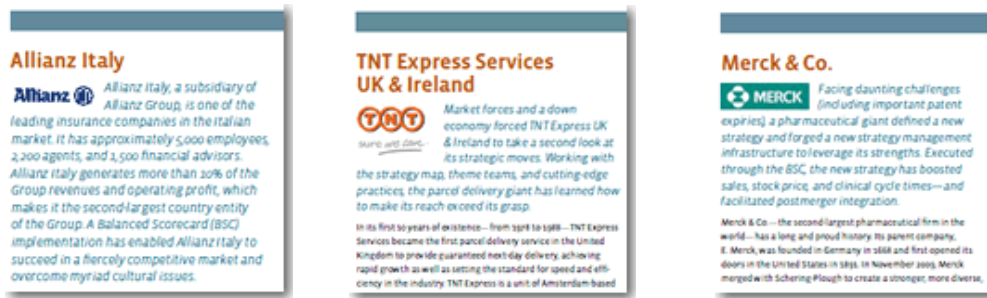 Allianz Italy
Allianz
Allianz Italy, a subsidiary of
Allianz Group, is one of the
leading insurance companies in the Italian
market. It has approximately 5,000 employees,
2,200 agents, and 1,500 financial advisors.
Allianz Italy generates more than 20% of the
Group revenues and operating profit, which
makes it the second-largest country entity
of the Group. A Balanced Scorecard (BSC)
implementation has enabled Allianz Italy to
succeed in a fiercely competitive market and
overcome myriad cultural issues.
TNT Express Services
UK & Ireland
TNT
sure we can
Market forces and a down
economy forced TNT Express UK
& Ireland to take a second look at
its strategic moves. Working with
the strategy map, theme teams, and cutting-edge
practices, the parcel delivery giant has learned how
to make its reach exceed its grasp.
In its first 10 years of existence—from 1978 to 1988—TNT Express
Services became the first parcel delivery service in the United
Kingdom to provide guaranteed next-day delivery, achieving
rapid growth as well as setting the standard for speed and effi-
ciency in the industry. TNT Express is a unit of Amsterdam-based
Merck & Co.
MERCK
Facing daunting challenges
(including important patent
expiries) a pharmaceutical giant defined a new
strategy and forged a new strategy management
infrastructure to leverage its strengths. Executed
through the BSC, the new strategy has boosted
sales, stock price, and clinical cycle times—and
facilitated postmerger integration.
Merck & Co.—the second-largest pharmaceutical firm in the
world—has a long and proud history. Its parent company,
E. Merck, was founded in Germany in 1668 and first opened its
doors in the United States in 1891. In November 2009, Merck
merged with Schering-Plough to create a stronger, more diverse,